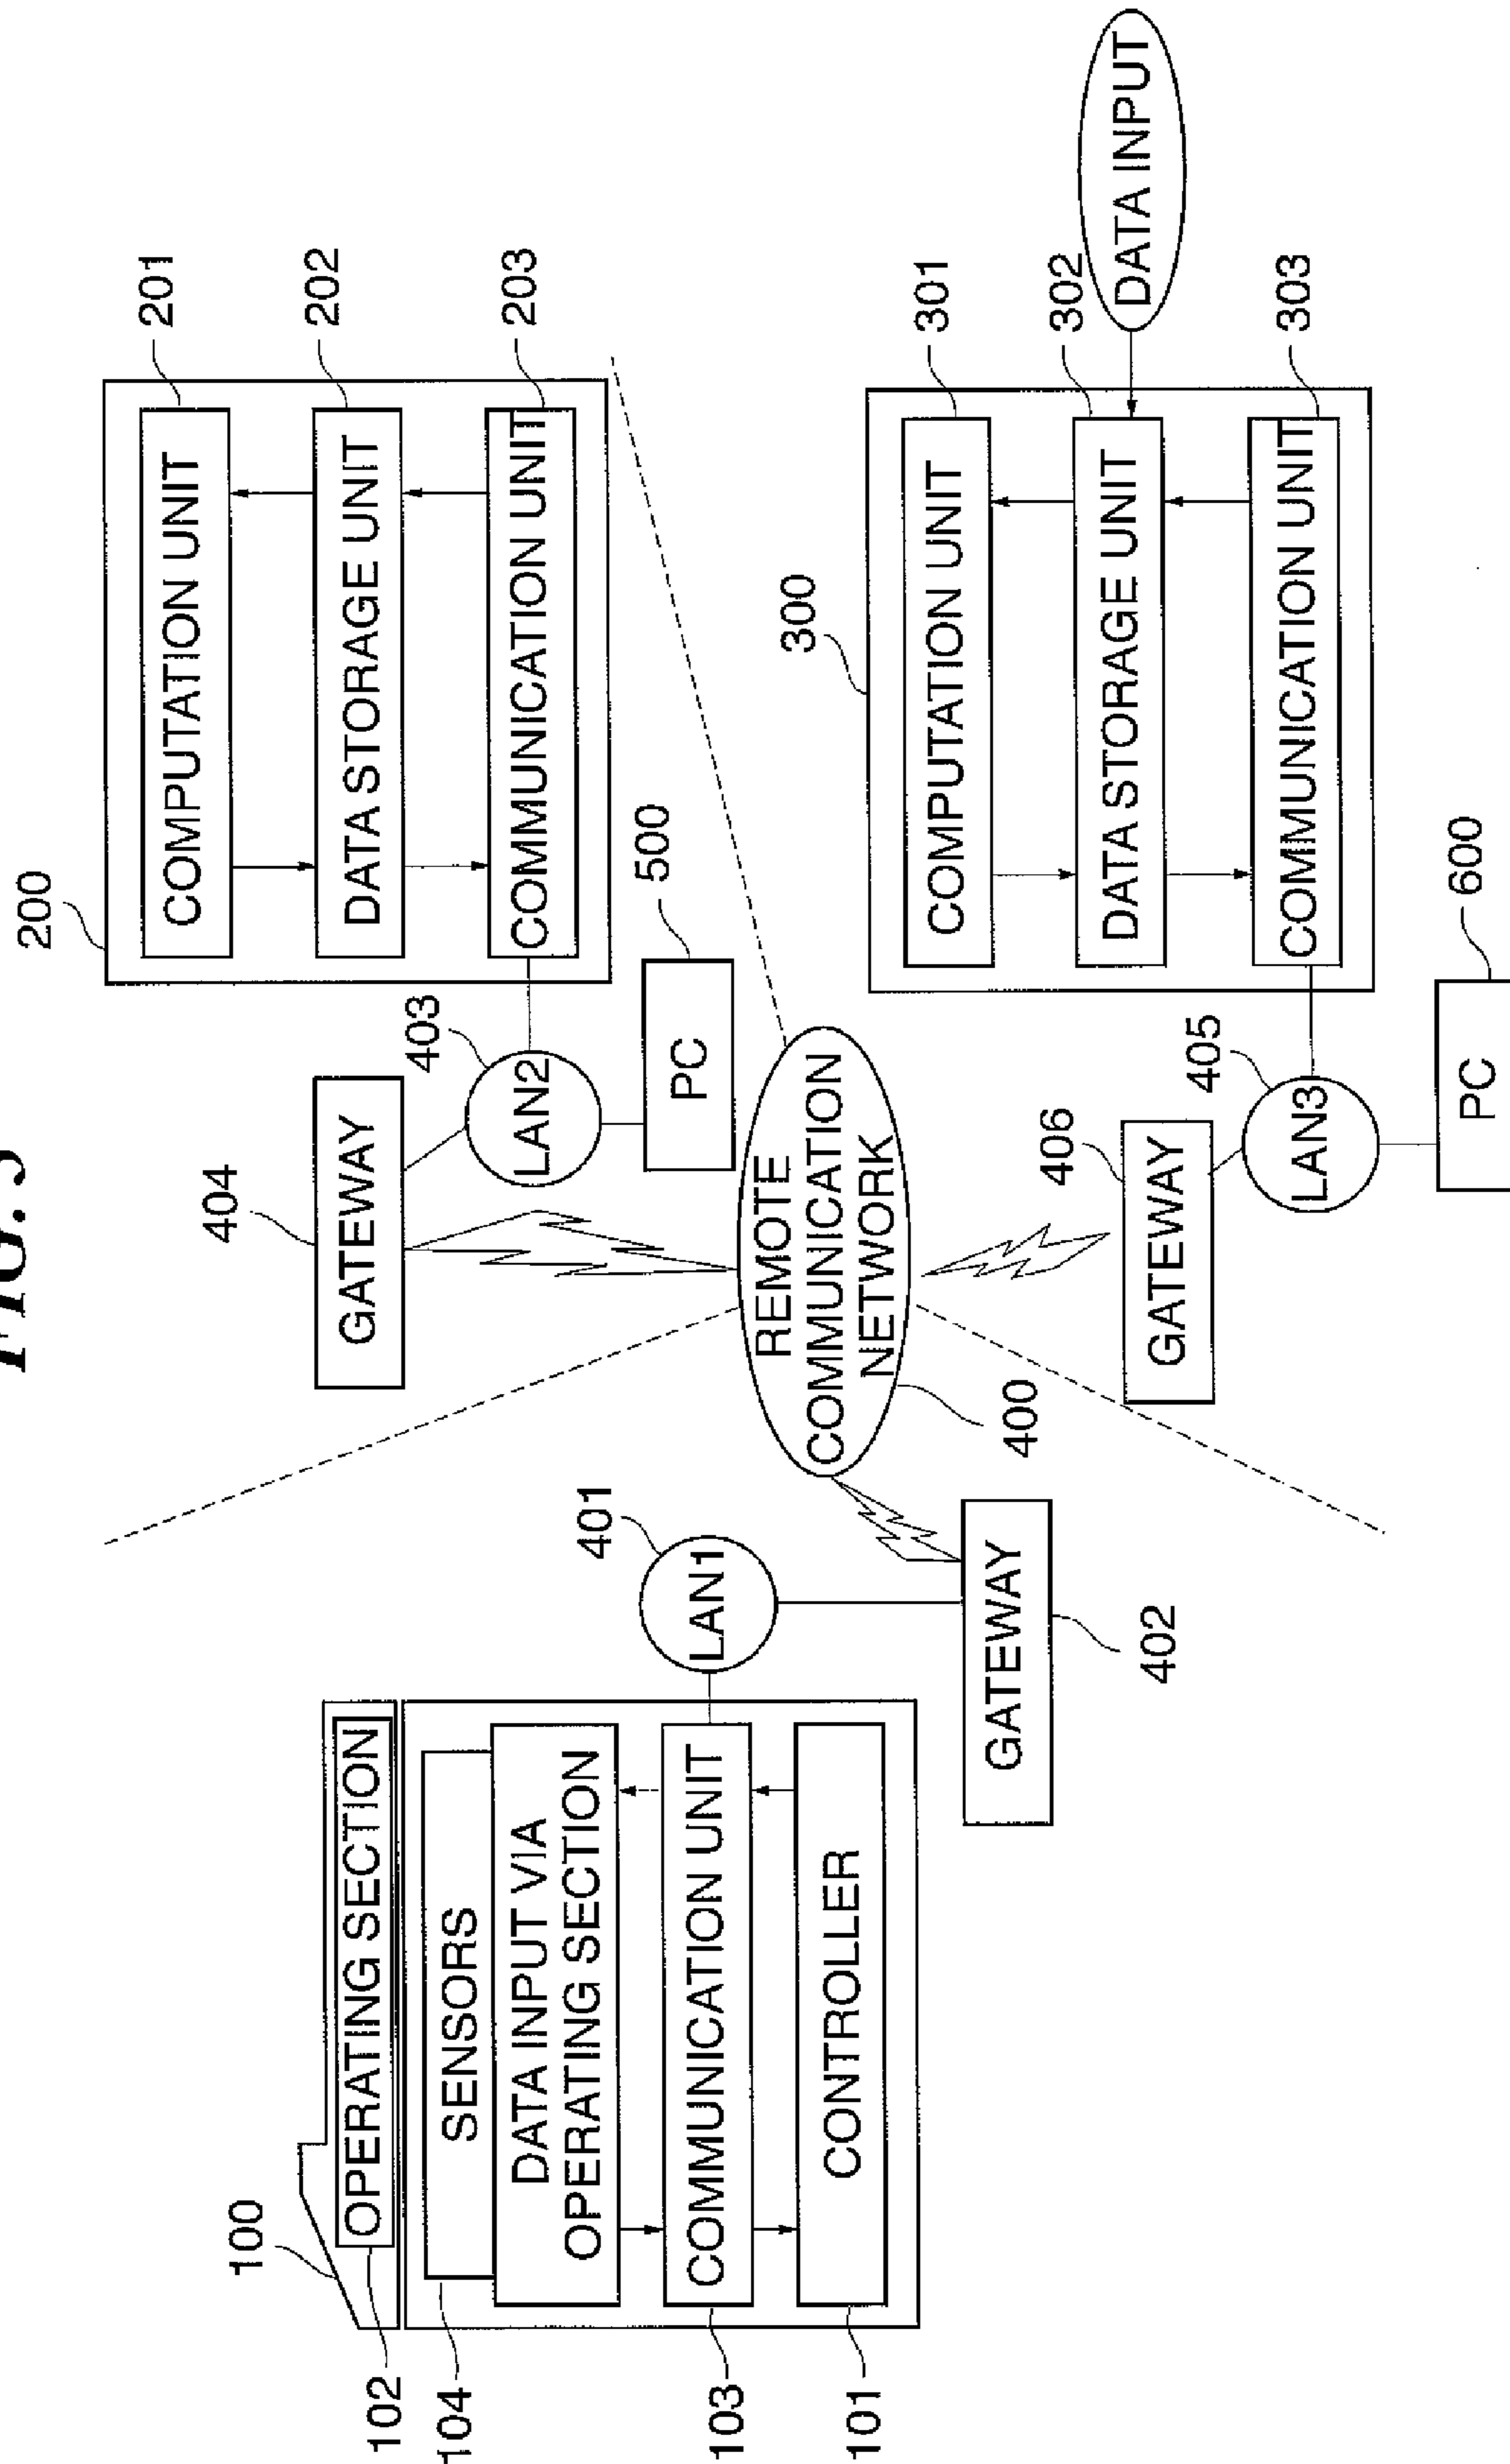 FIG.
200
COMPUTATION UNIT
201
DATA STORAGE UNIT
202
COMMUNICATION UNIT
203
404
GATEWAY
403
LAN2
PC
500
100
102
OPERATING SECTION
104
SENSORS
DATA INPUT VIA
OPERATING SECTION
103
COMMUNICATION UNIT
101
CONTROLLER
401
LAN1
GATEWAY
402
REMOTE
COMMUNICATION
NETWORK
400
300
COMPUTATION UNIT
301
DATA STORAGE UNIT
302
DATA INPUT
COMMUNICATION UNIT
303
406
GATEWAY
405
LAN3
PC
600